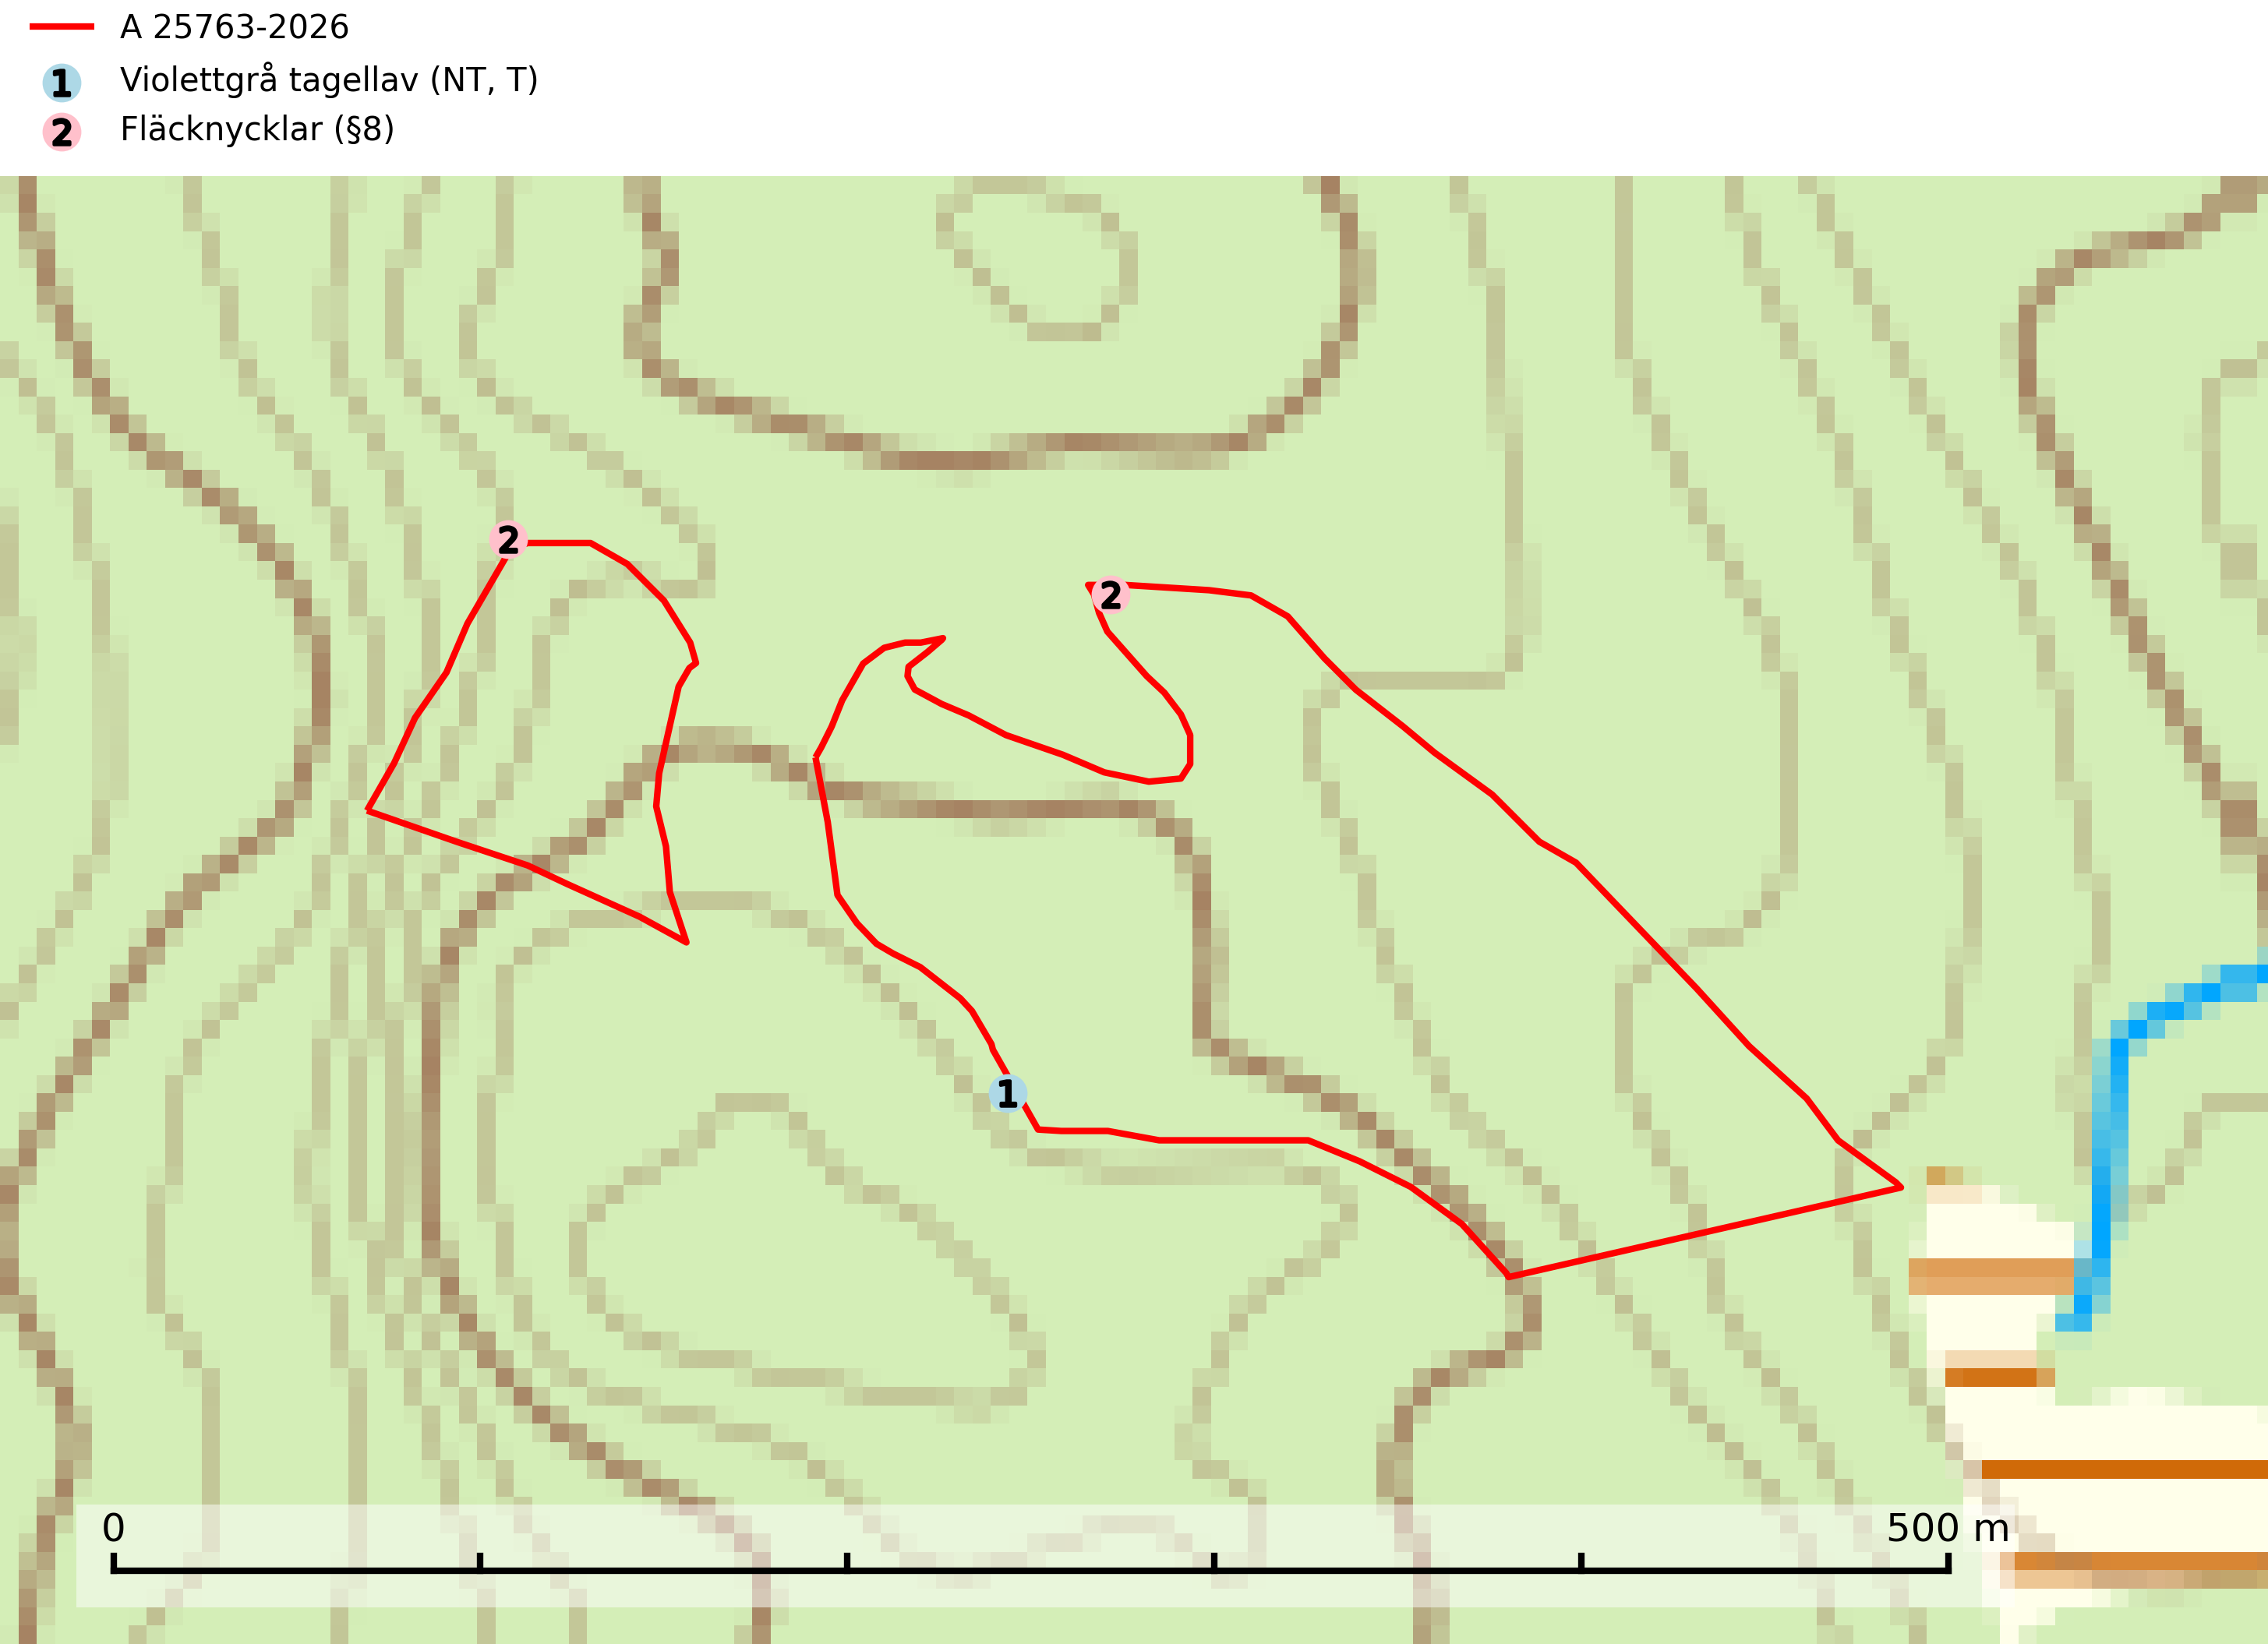 A 25763-2026
1 Violettgrå tagellav (NT, T)
2 Fläcknycklar (§8)
2
2
1
0 500 m